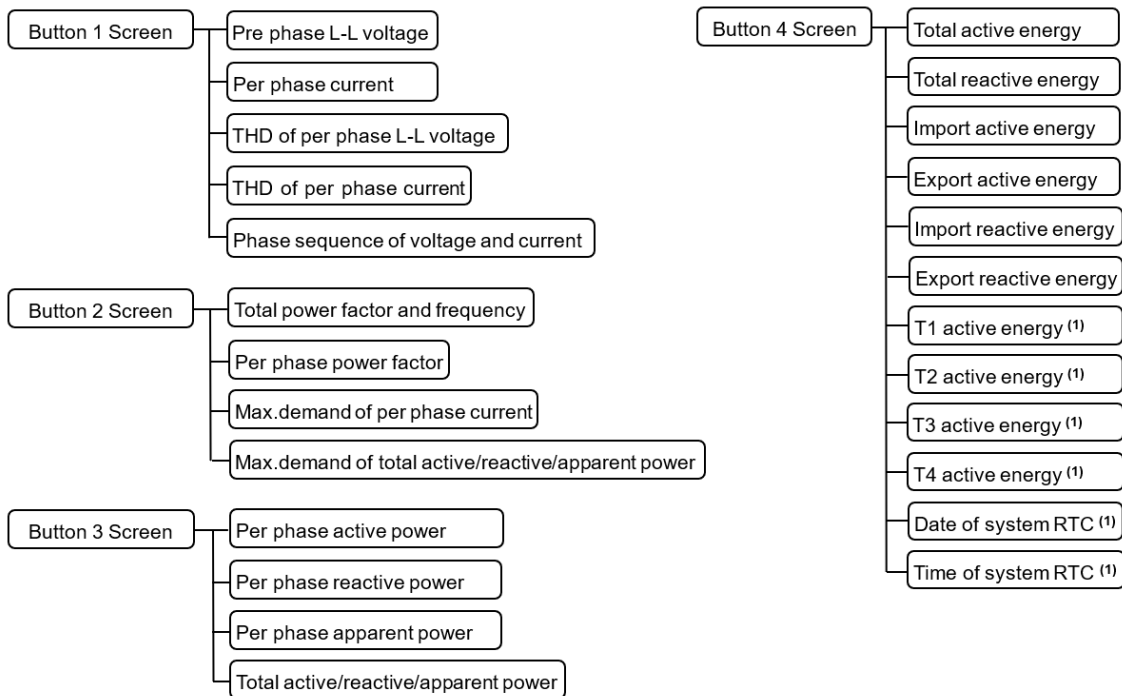 Button 1 Screen
Pre phase L-L voltage
Per phase current
THD of per phase L-L voltage
THD of per phase current
Phase sequence of voltage and current
Button 2 Screen
Total power factor and frequency
Per phase power factor
Max.demand of per phase current
Max.demand of total active/reactive/apparent power
Button 3 Screen
Per phase active power
Per phase reactive power
Per phase apparent power
Total active/reactive/apparent power
Button 4 Screen
Total active energy
Total reactive energy
Import active energy
Export active energy
Import reactive energy
Export reactive energy
T1 active energy (1)
T2 active energy (1)
T3 active energy (1)
T4 active energy (1)
Date of system RTC (1)
Time of system RTC (1)